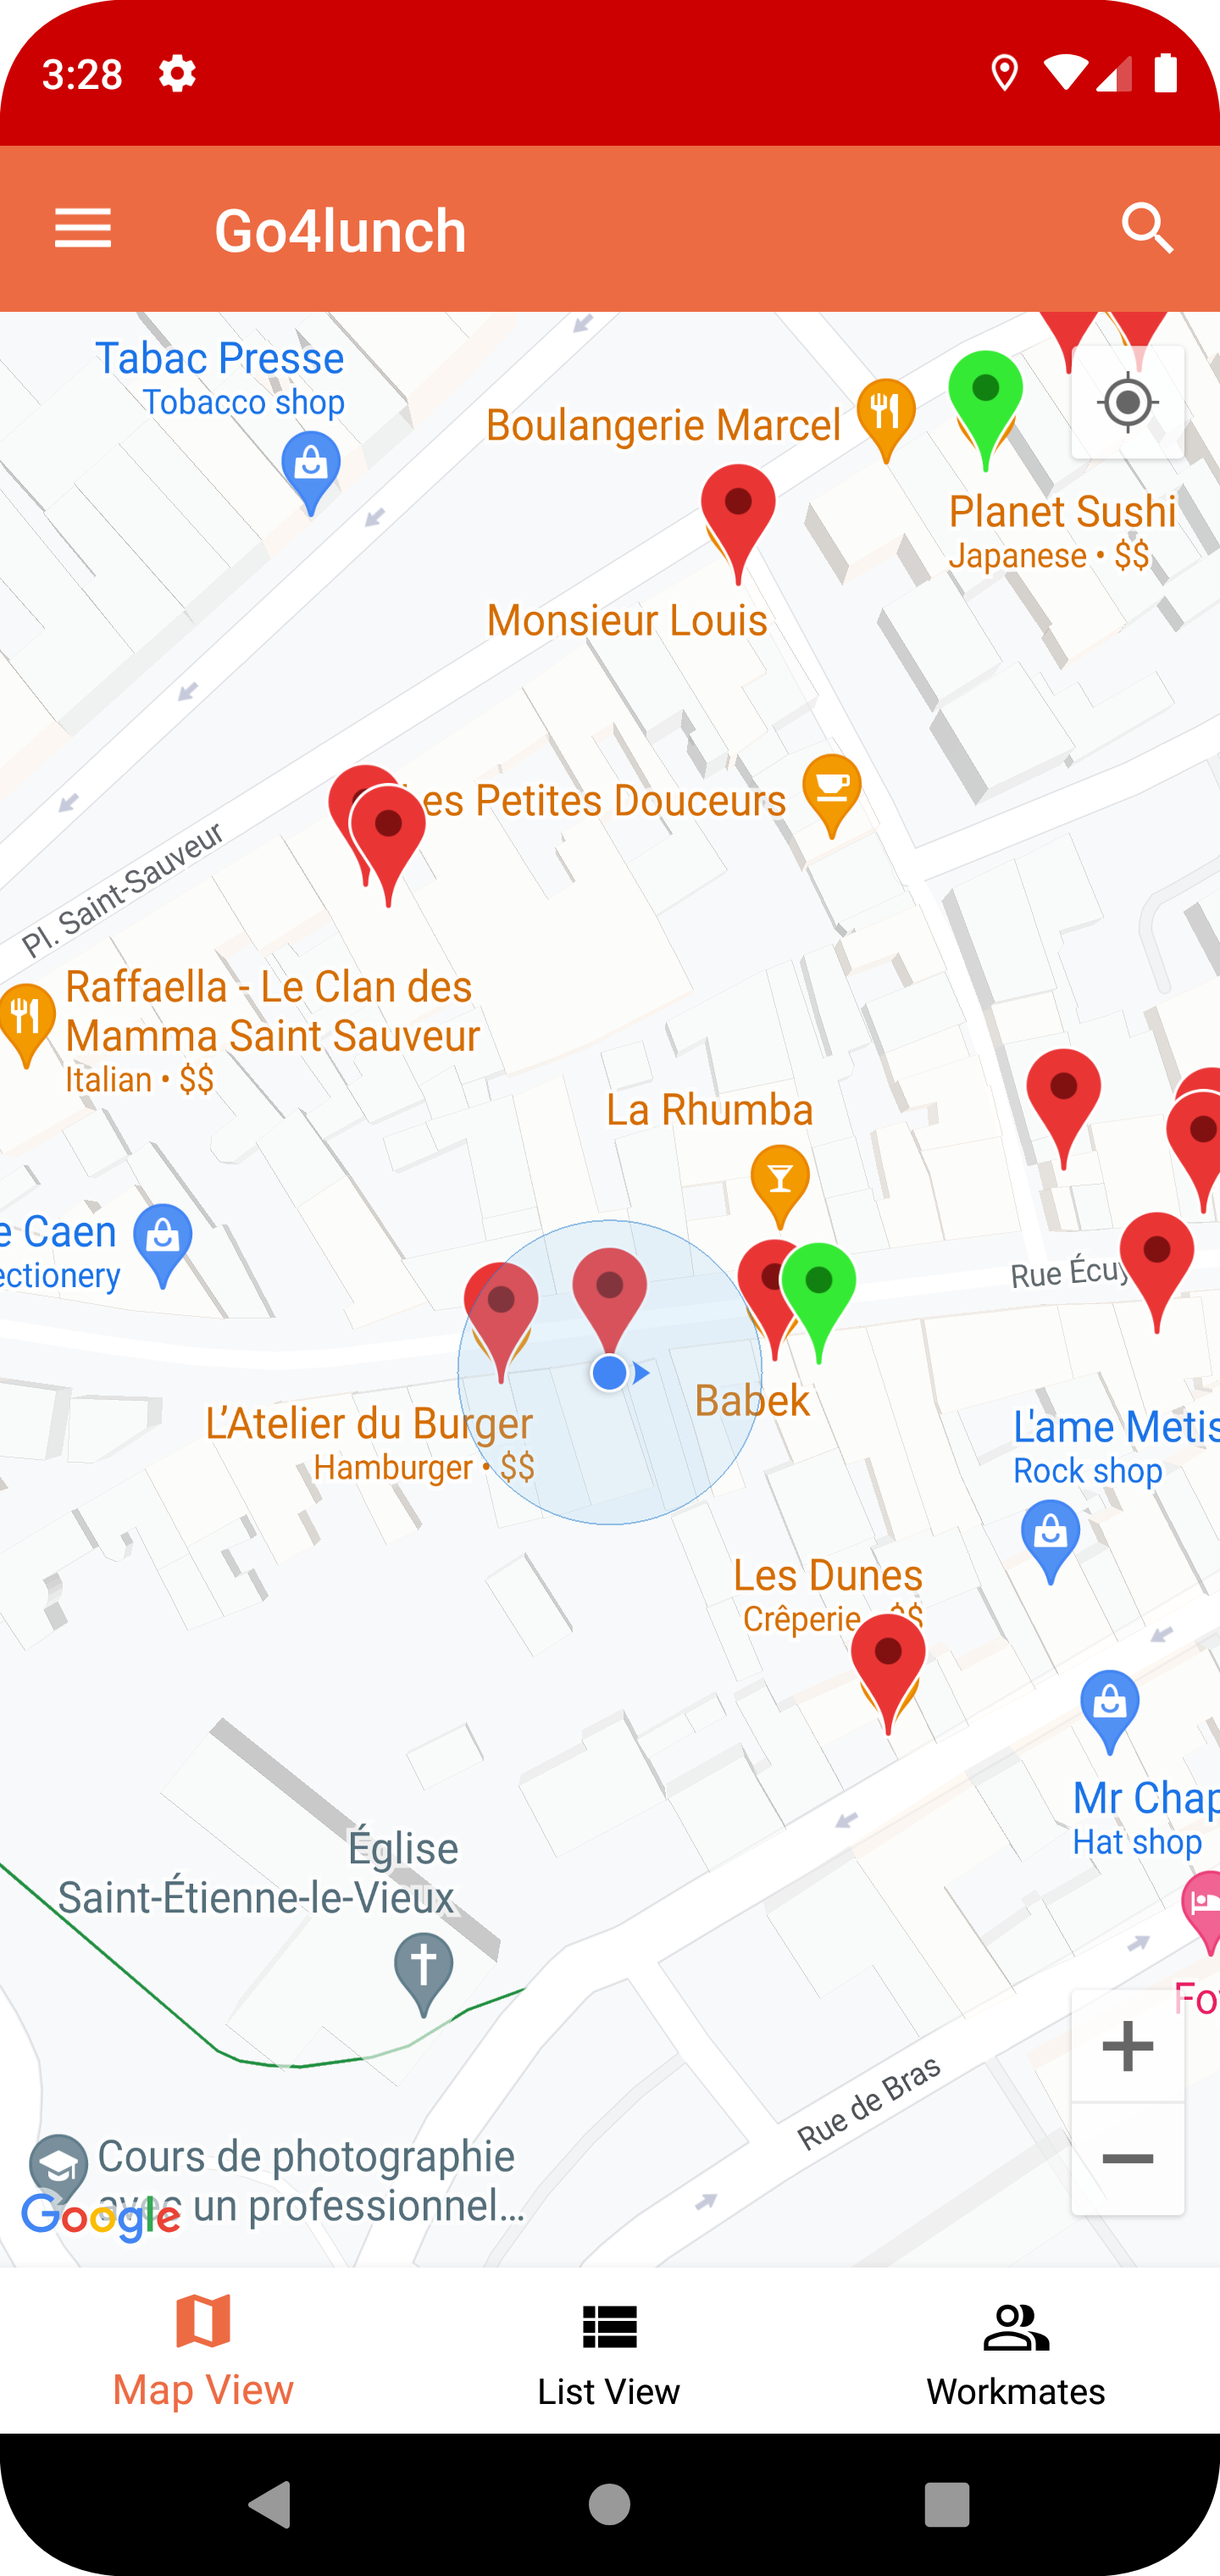 3:28
Go4lunch
Tabac Presse
Tobacco shop
Boulangerie Marcel
Planet Sushi
Japanese • $$
Monsieur Louis
es Petites Douceurs
Pl. Saint-Sauveur
Raffaella - Le Clan des
Mamma Saint Sauveur
Italian • $$
La Rhumba
e Caen
ectionery
Rue Écuy
Babek
L'Atelier du Burger
Hamburger • $$
L'ame Metis
Rock shop
Les Dunes
Crêperie $$
Mr Chap
Hat shop
Église
Saint-Étienne-le-Vieux
Fo
Rue de Bras
Cours de photographie
avec un professionnel...
Google
Map View
List View
Workmates